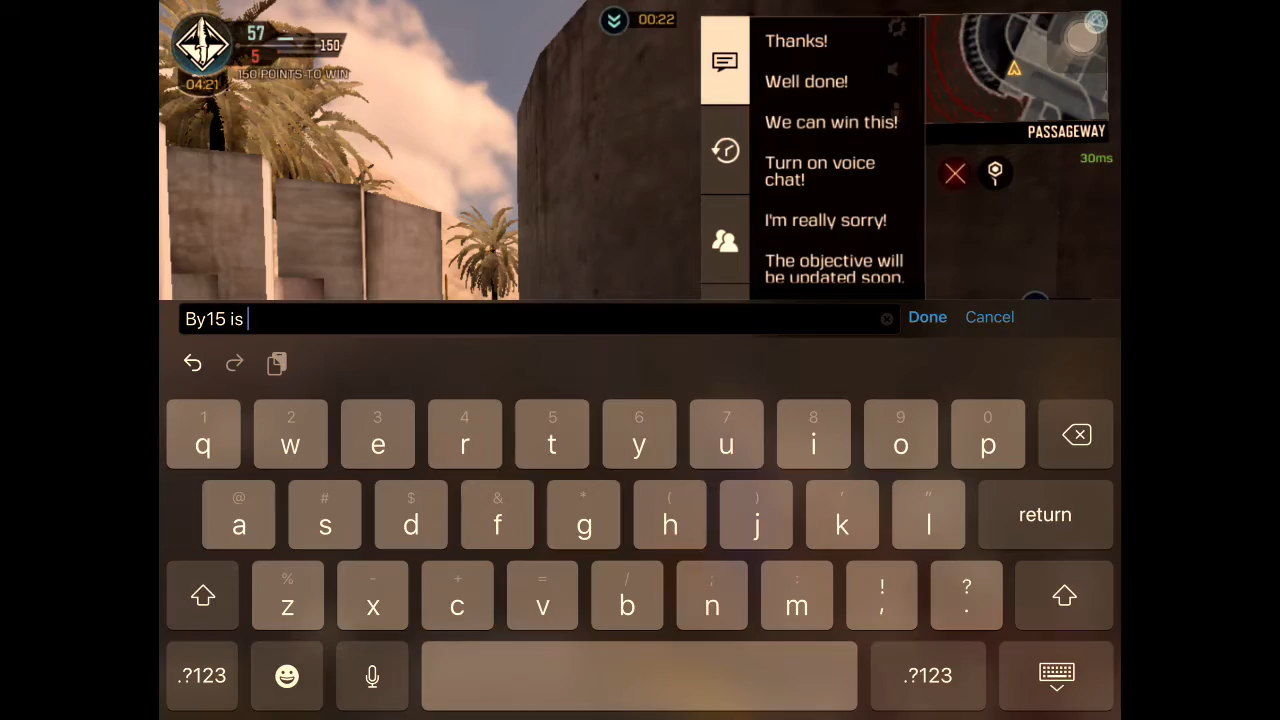 57
150
5
150 POINTS TO WIN
04:21
00:22
Thanks!
Well done!
We can win this!
Turn on voice
chat!
I'm really sorry!
The objective will
be updated soon.
PASSAGEWAY
30ms
By15 is
Done
Cancel
1 2 3 4 5 6 7 8 9 0
q w e r t y u i o p
@ # $ & * ( ) ' "
a s d f g h j k l return
% - + = / ; : ! ?
z x c v b n m , .
.?123 .?123